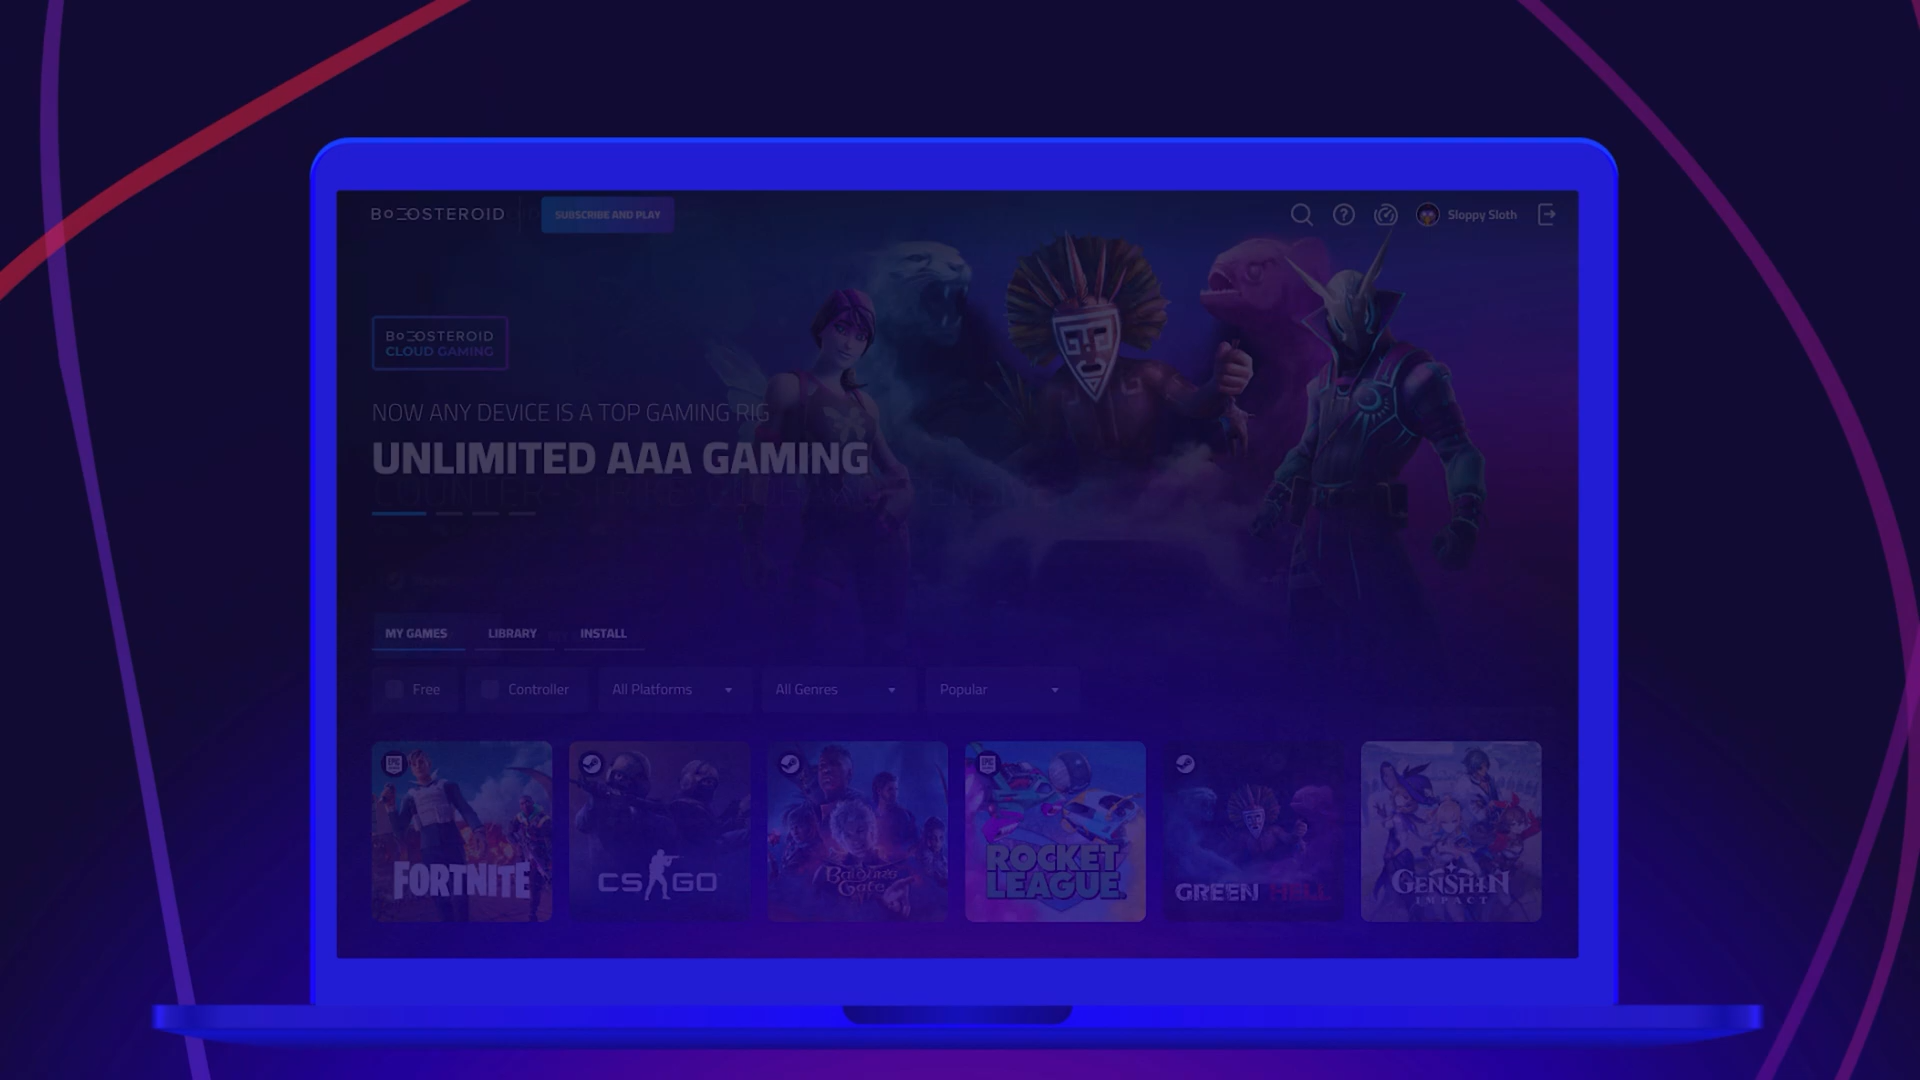 BOOSTEROID
SUBSCRIBE AND PLAY
Sloppy Sloth
BOOSTEROID
CLOUD GAMING
NOW ANY DEVICE IS A TOP GAMING RIG
UNLIMITED AAA GAMING
MY GAMES LIBRARY INSTALL
Free Controller All Platforms All Genres Popular
EPIC
EPIC
FORTNITE
CS GO
Baldur's
Gate
ROCKET
LEAGUE
GREEN HELL
GENSHIN
IMPACT